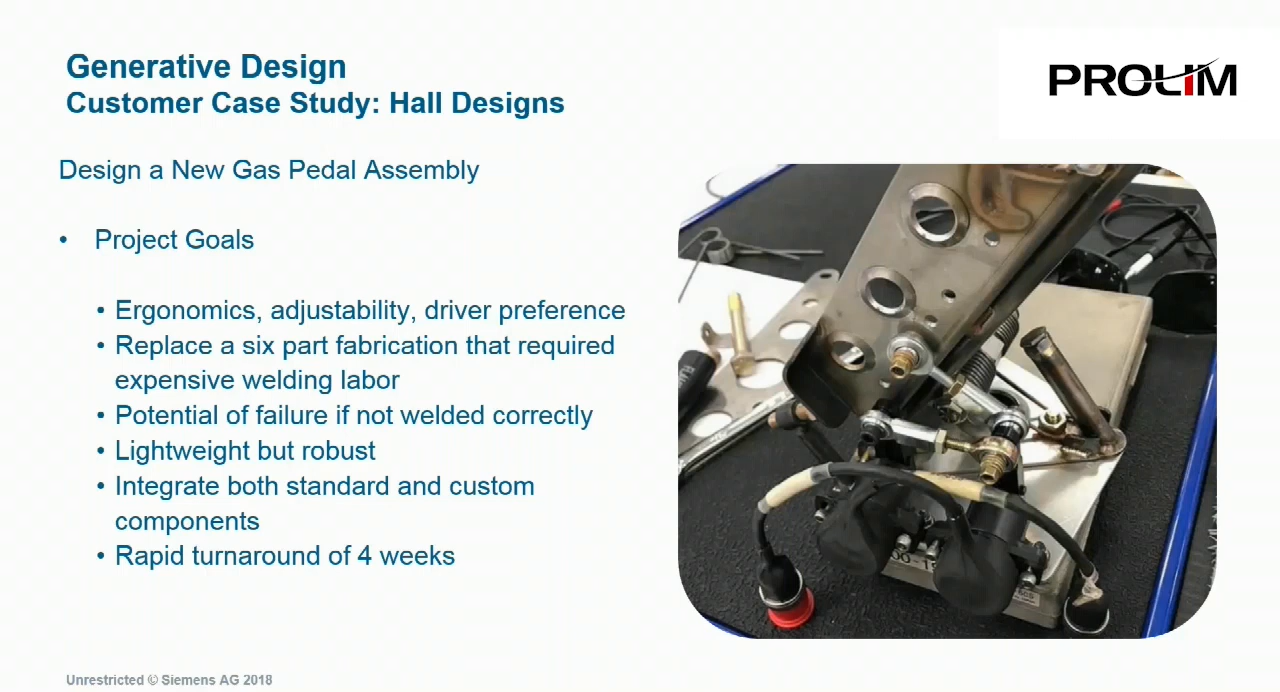 Generative Design
Customer Case Study: Hall Designs
PROLIM
Design a New Gas Pedal Assembly
• Project Goals
• Ergonomics, adjustability, driver preference
• Replace a six part fabrication that required
expensive welding labor
• Potential of failure if not welded correctly
• Lightweight but robust
• Integrate both standard and custom
components
• Rapid turnaround of 4 weeks
Unrestricted © Siemens AG 2018